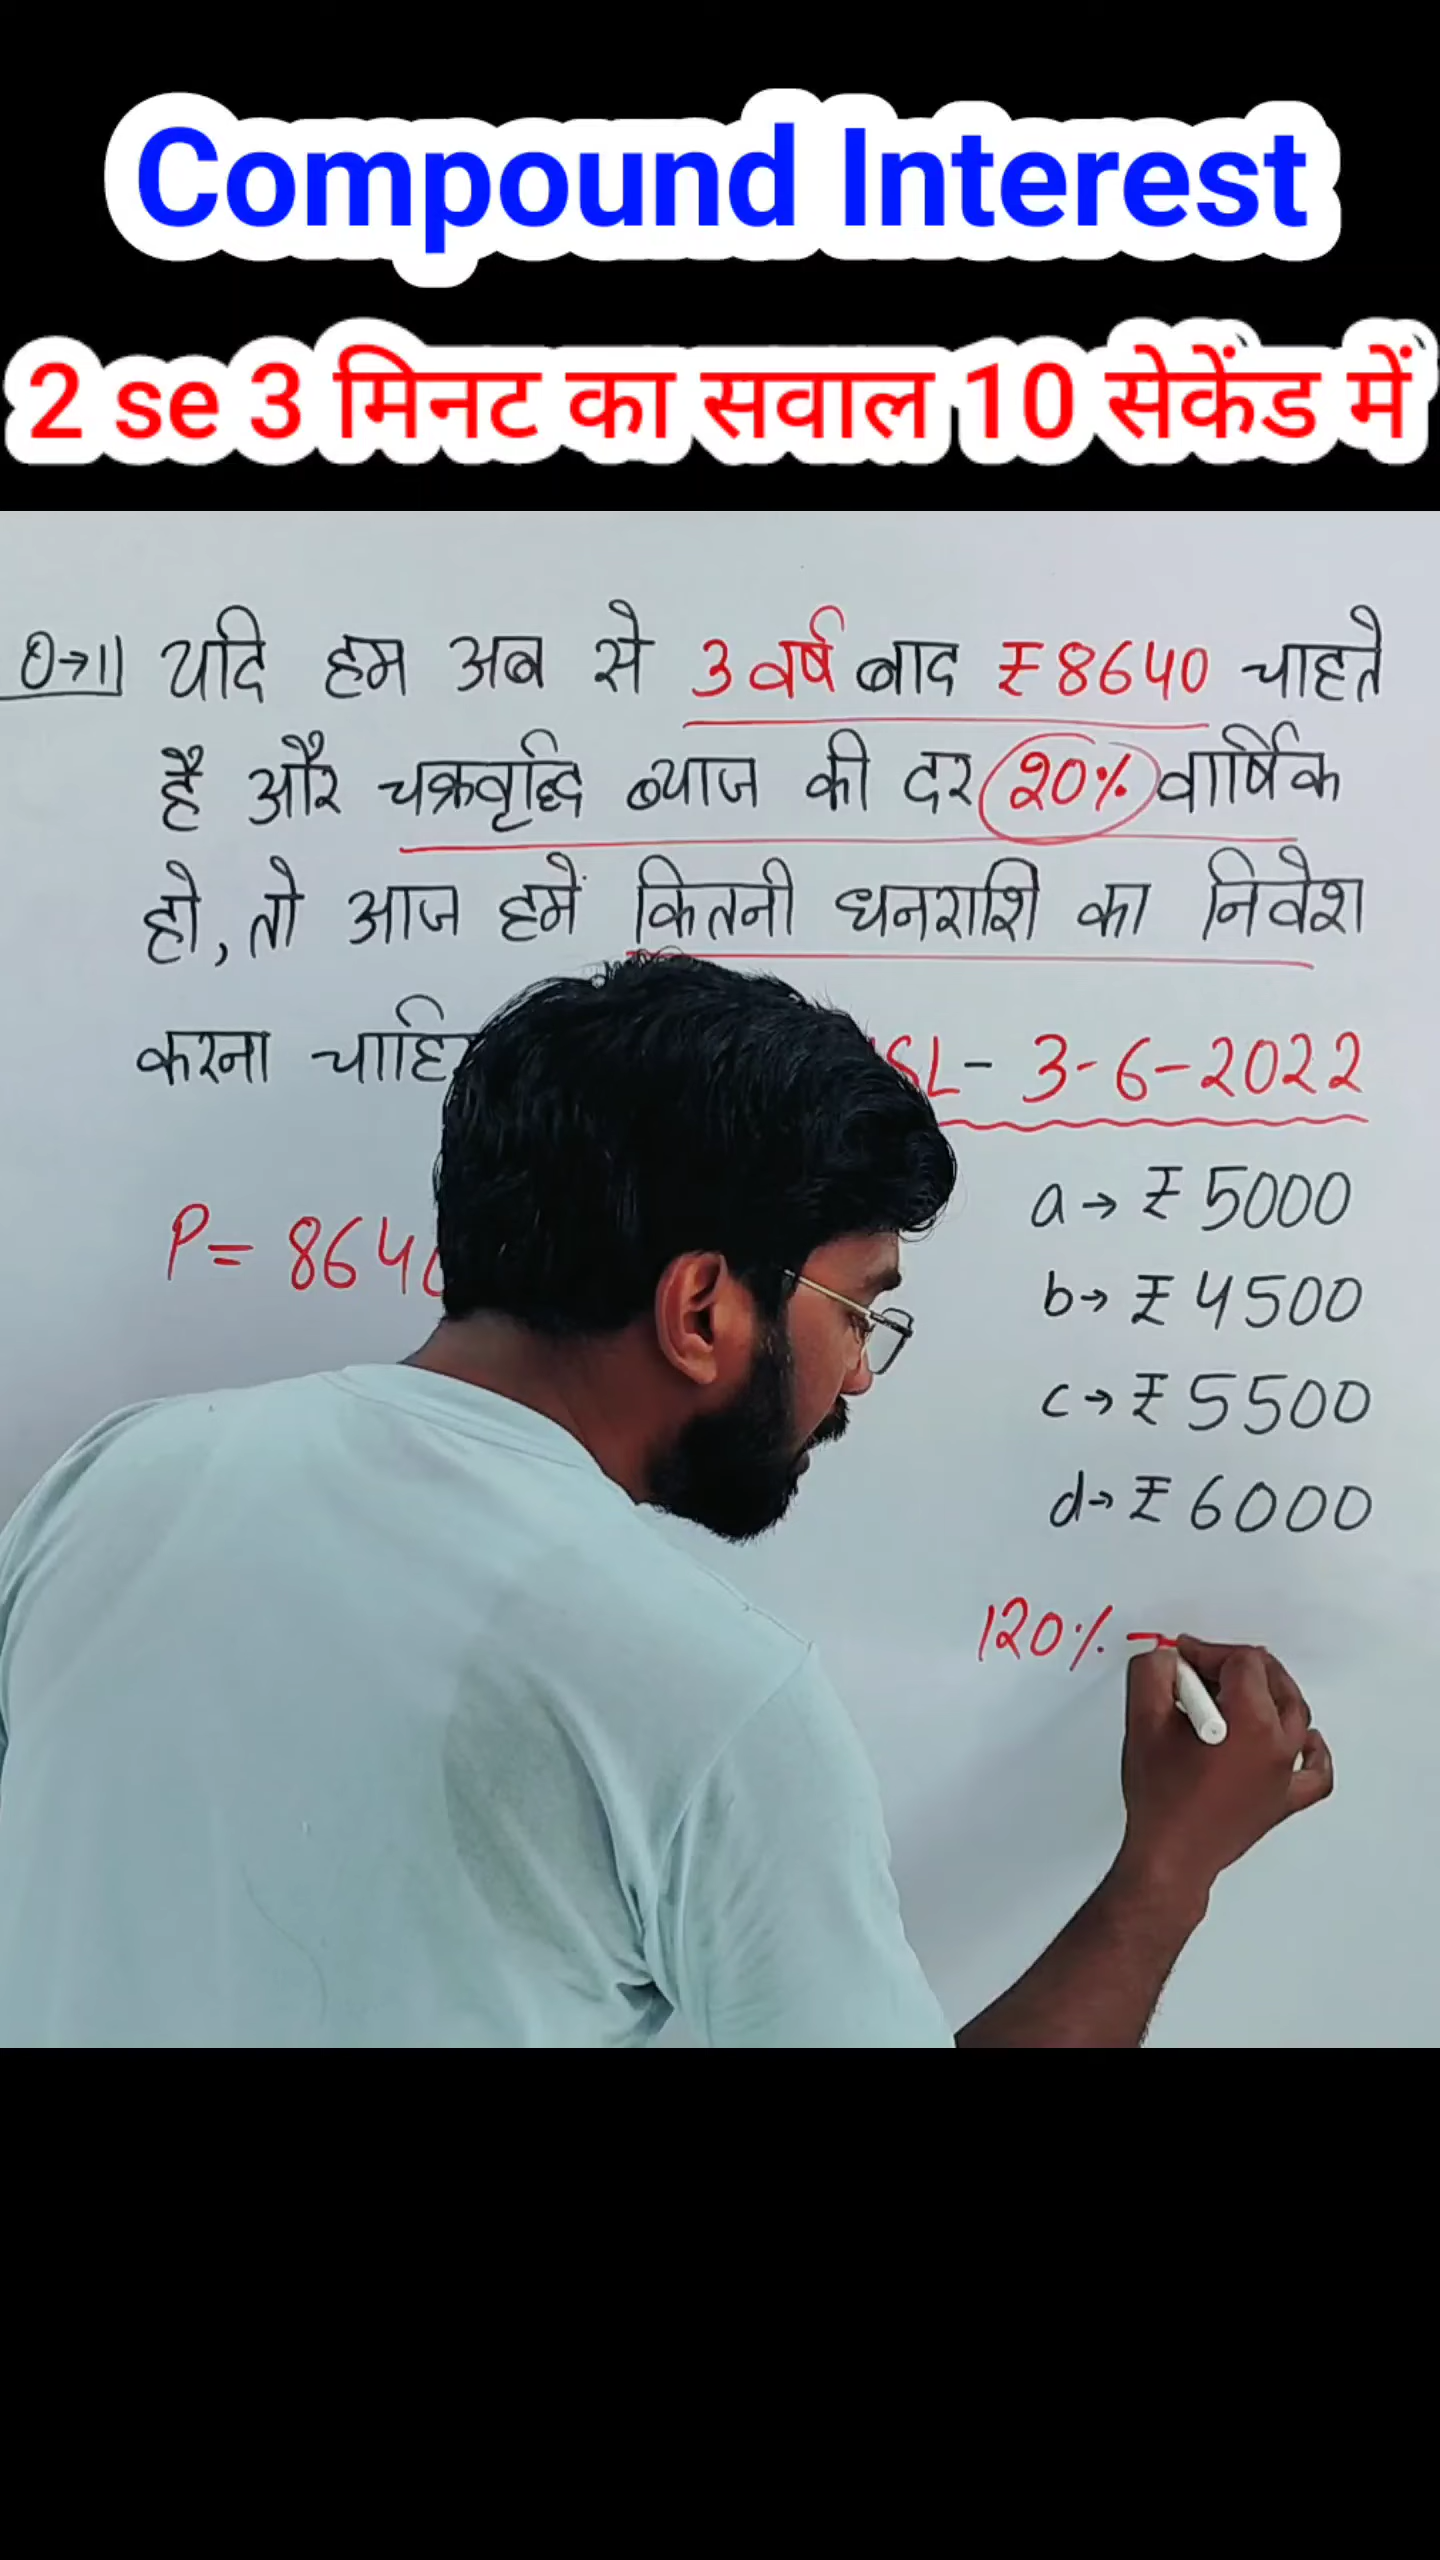 Compound Interest
2 se 3 मिनट का सवाल 10 सेकेंड में
Q→11 यदि हम अब से 3 वर्ष बाद ₹8640 चाहते
है और चक्रवृद्धि ब्याज की दर 20% वार्षिक
हो, तो आज हमें कितनी धनराशि का निवेश
करना SL- 3-6-2022
a→ ₹5000
P= 864
b→ ₹4500
c→ ₹5500
d→ ₹6000
120%